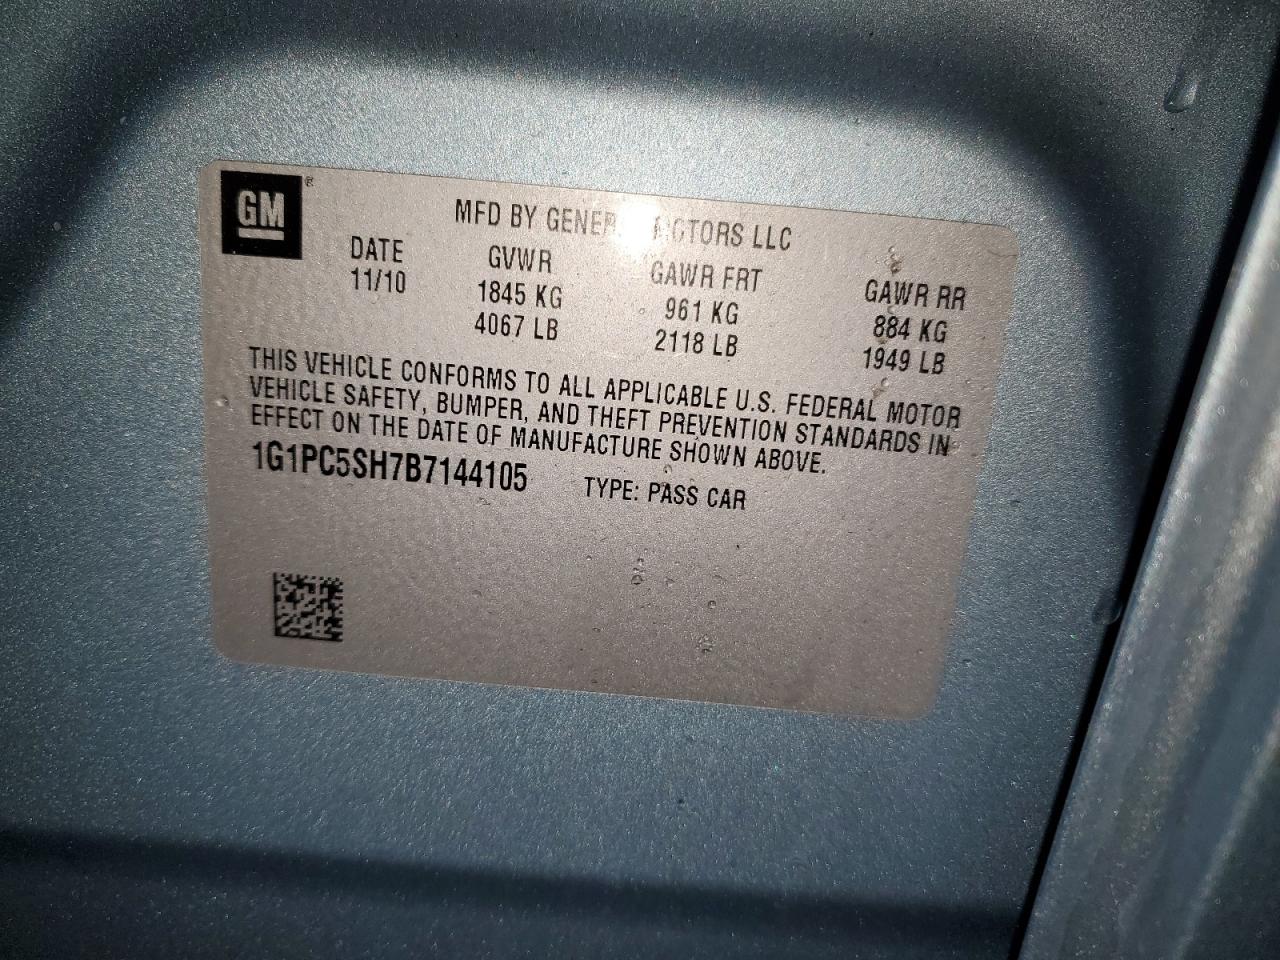 GM ®
MFD BY GENER MOTORS LLC
DATE GVWR GAWR FRT GAWR RR
11/10 1845 KG 961 KG 884 KG
4067 LB 2118 LB 1949 LB
THIS VEHICLE CONFORMS TO ALL APPLICABLE U.S. FEDERAL MOTOR
VEHICLE SAFETY, BUMPER, AND THEFT PREVENTION STANDARDS IN
EFFECT ON THE DATE OF MANUFACTURE SHOWN ABOVE.
1G1PC5SH7B7144105 TYPE: PASS CAR